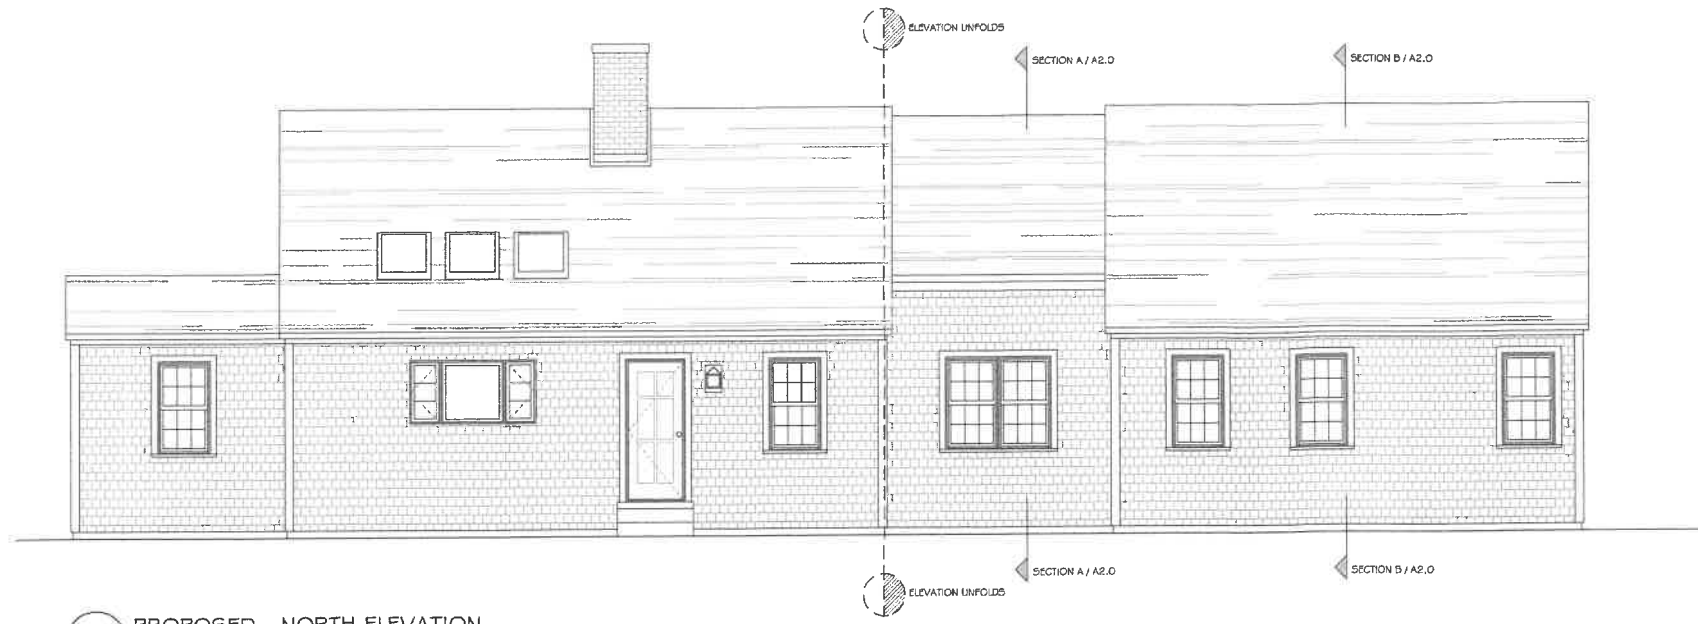 ELEVATION UNFOLDS
SECTION A / A2.0
SECTION B / A2.0
SECTION A / A2.0
SECTION B / A2.0
ELEVATION UNFOLDS
PROPOSED NORTH ELEVATION